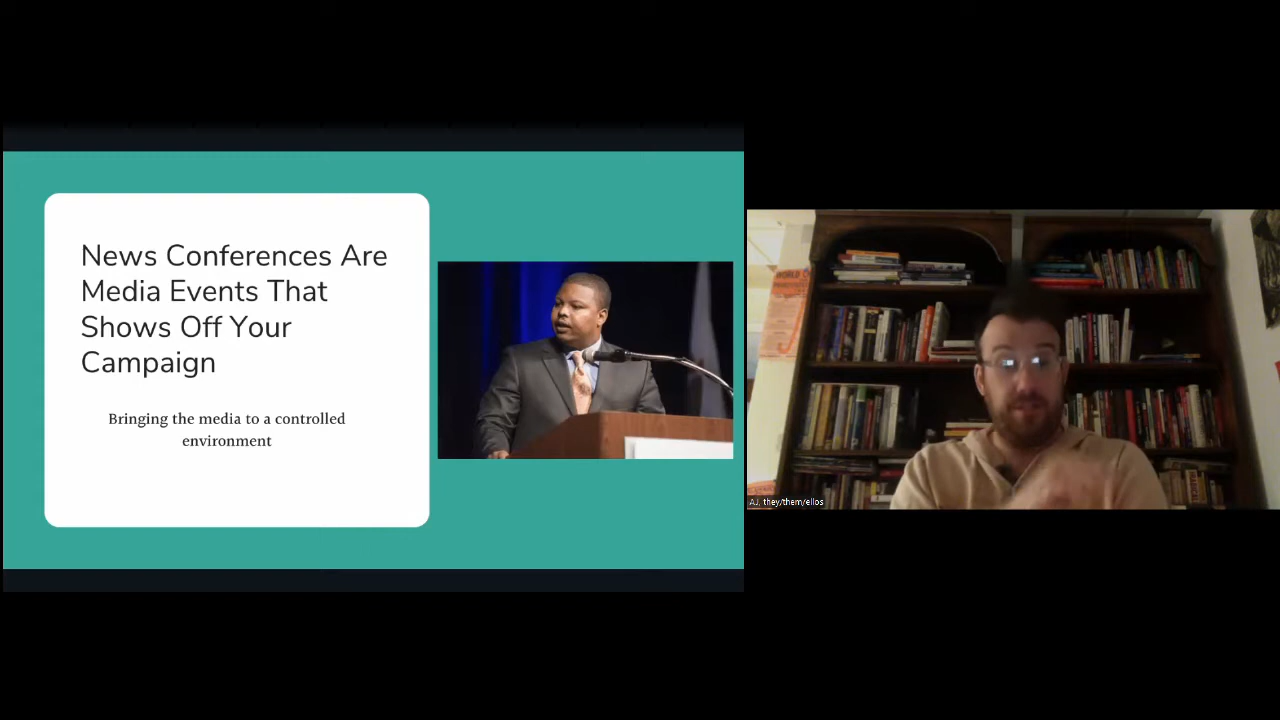 News Conferences Are
Media Events That
Shows Off Your
Campaign
Bringing the media to a controlled
environment
AJ, they/them/ellos